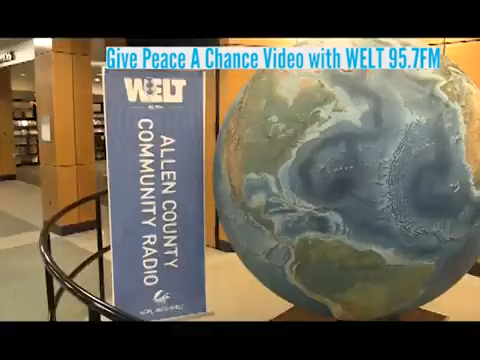 Give Peace A Chance Video with WELT 95.7FM
WELT
ALLEN COUNTY
COMMUNITY RADIO